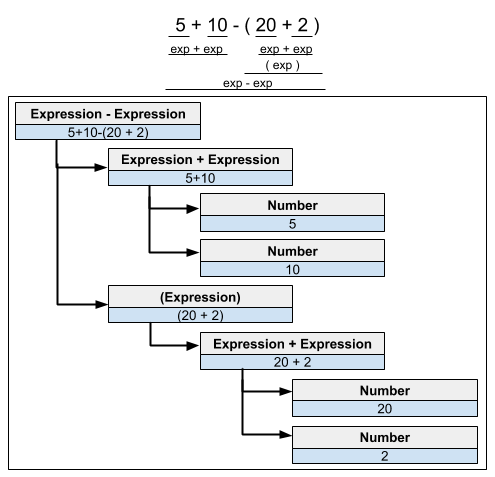 5 + 10 - ( 20 + 2 )
exp + exp exp + exp
( exp )
exp - exp
Expression - Expression
5+10-(20 + 2)
Expression + Expression
5+10
Number
5
Number
10
(Expression)
(20 + 2)
Expression + Expression
20 + 2
Number
20
Number
2